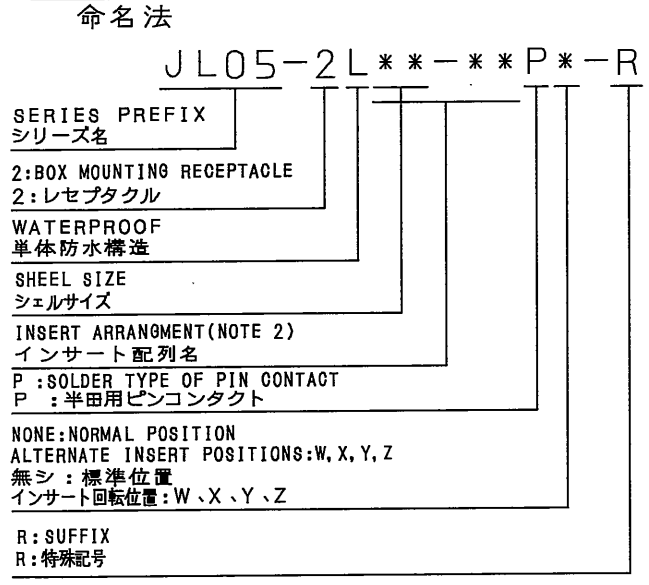 命名法
JL05-2L**-**P*-R
SERIES PREFIX
シリーズ名
2:BOX MOUNTING RECEPTACLE
2:レセプタクル
WATERPROOF
単体防水構造
SHEEL SIZE
シェルサイズ
INSERT ARRANGMENT(NOTE 2)
インサート配列名
P :SOLDER TYPE OF PIN CONTACT
P :半田用ピンコンタクト
NONE:NORMAL POSITION
ALTERNATE INSERT POSITIONS:W,X,Y,Z
無シ:標準位置
インサート回転位置:W、X、Y、Z
R:SUFFIX
R:特殊記号